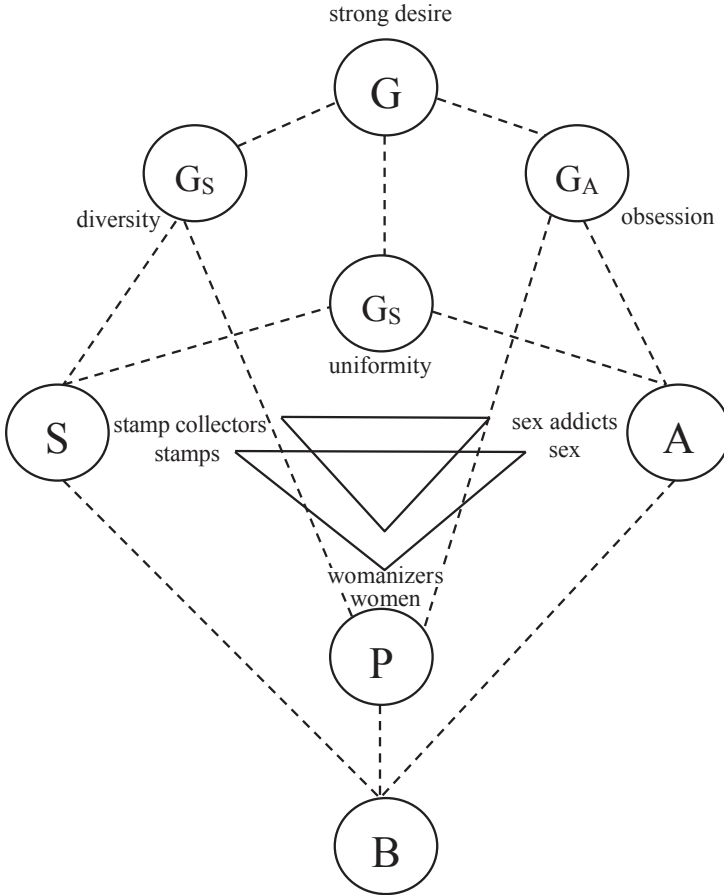 strong desire
G
GS
GA
diversity
obsession
GS
uniformity
S
stamp collectors
stamps
sex addicts
sex
A
womanizers
women
P
B